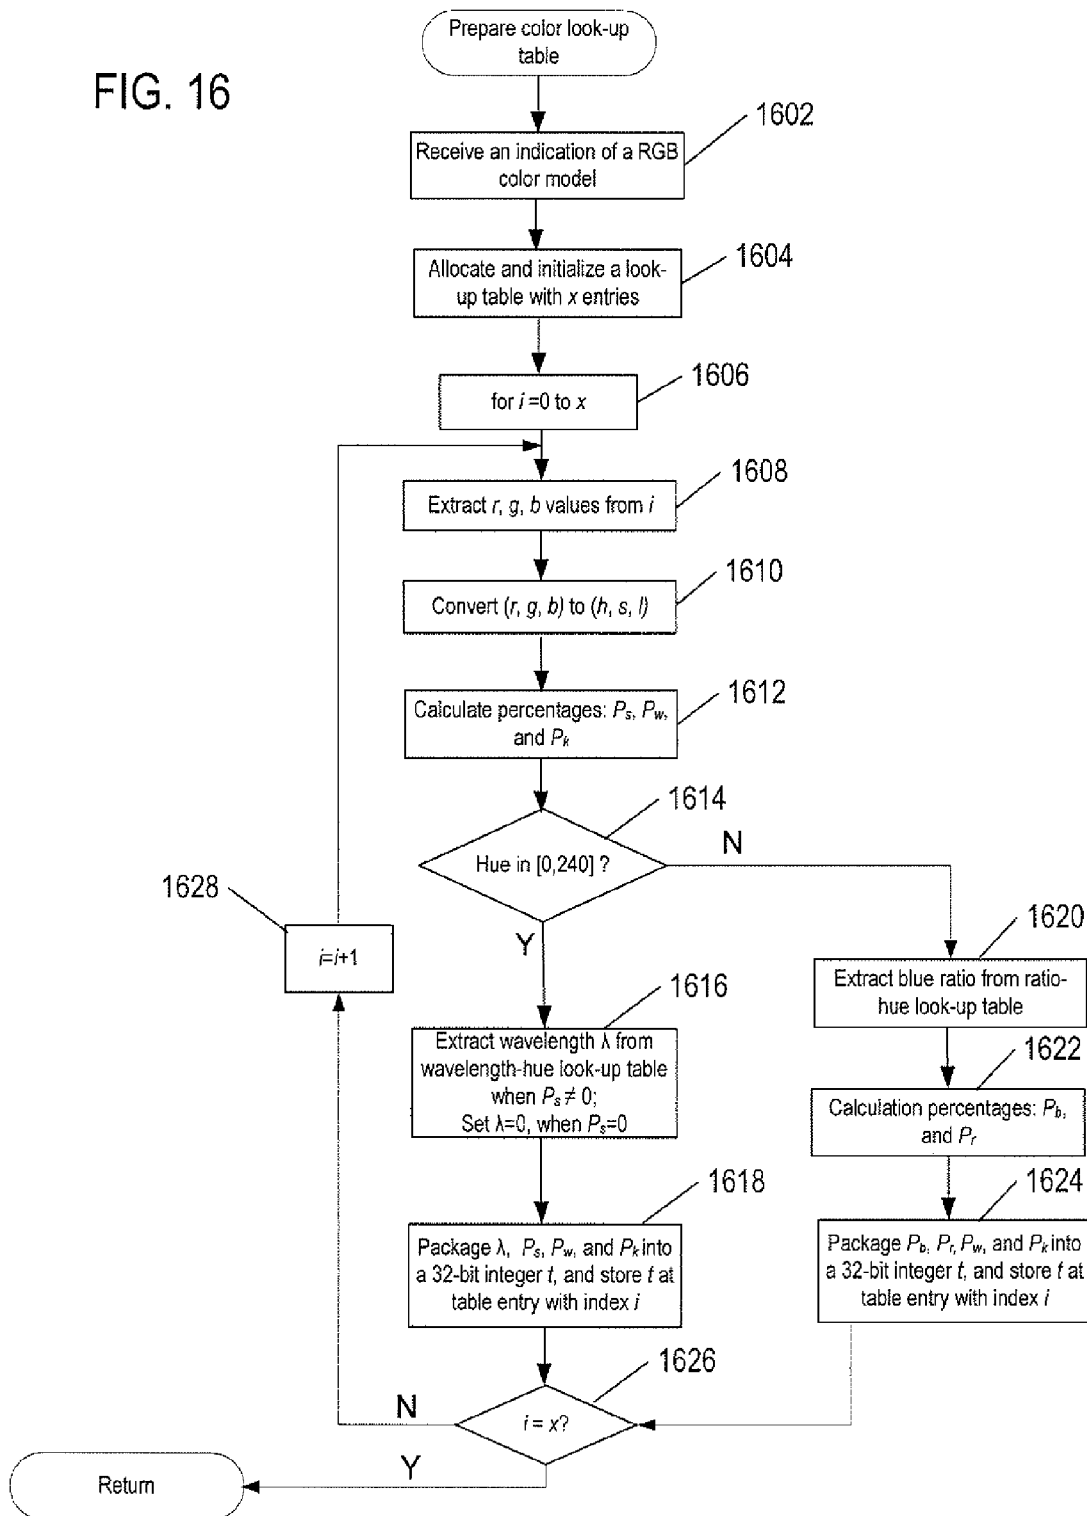 Prepare color look-up
table
FIG. 16
1602
Receive an indication of a RGB
color model
1604
Allocate and initialize a look-
up table with x entries
1606
for i =0 to x
1608
Extract r, g, b values from i
1610
Convert (r, g, b) to (h, s, l)
1612
Calculate percentages: Ps, Pw,
and Pk
1614
Hue in [0,240] ?
N
Y
1628
i=i+1
1620
Extract blue ratio from ratio-
hue look-up table
1616
Extract wavelength λ from
wavelength-hue look-up table
when Ps ≠ 0;
Set λ=0, when Ps=0
1622
Calculation percentages: Pb,
and Pr
1618
Package λ, Ps, Pw, and Pk into
a 32-bit integer t, and store t at
table entry with index i
1624
Package Pb, Pr, Pw, and Pk into
a 32-bit integer t, and store t at
table entry with index i
1626
i = x?
N
Y
Return